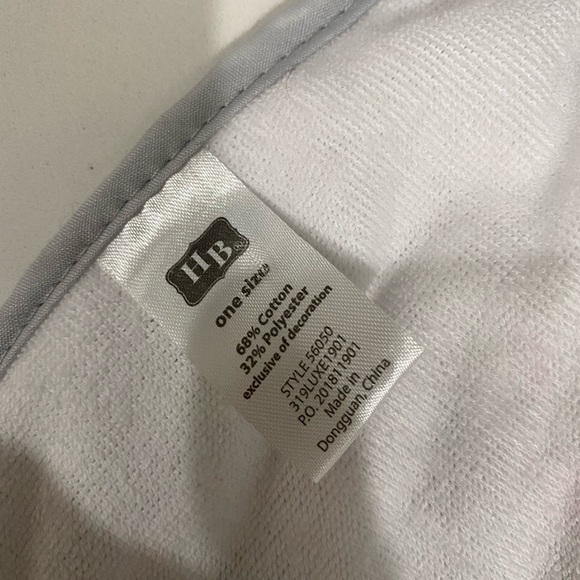 HB
one size
68% Cotton
32% Polyester
exclusive of decoration
STYLE 56050
319LUXE1901
P.O. 201811901
Made in
Dongguan, China